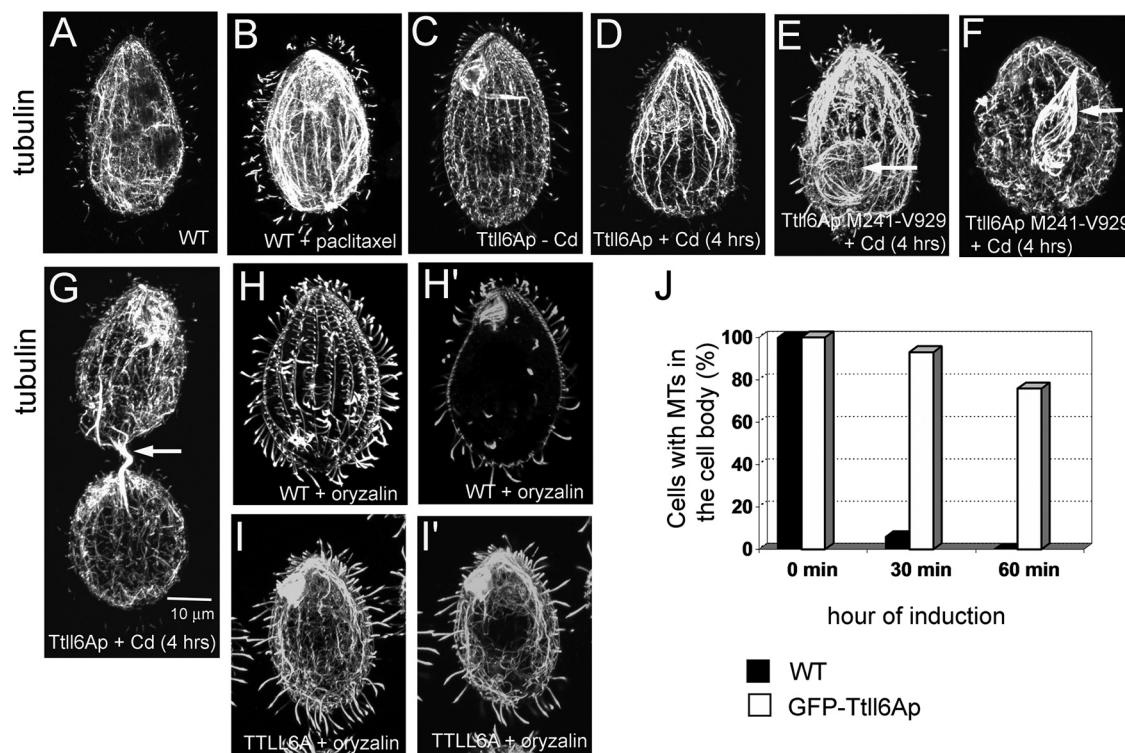 A
B
C
D
E
F
tubulin
WT
WT + paclitaxel
Ttll6Ap - Cd
Ttll6Ap + Cd (4 hrs)
Ttll6Ap M241-V929
+ Cd (4 hrs)
Ttll6Ap M241-V929
+ Cd (4 hrs)
G
H
H'
J
tubulin
10 μm
Ttll6Ap + Cd (4 hrs)
WT + oryzalin
WT + oryzalin
I
I'
TTLL6A + oryzalin
TTLL6A + oryzalin
Cells with MTs in
the cell body (%)
100
80
60
40
20
0
0 min
30 min
60 min
hour of induction
WT
GFP-Ttll6Ap